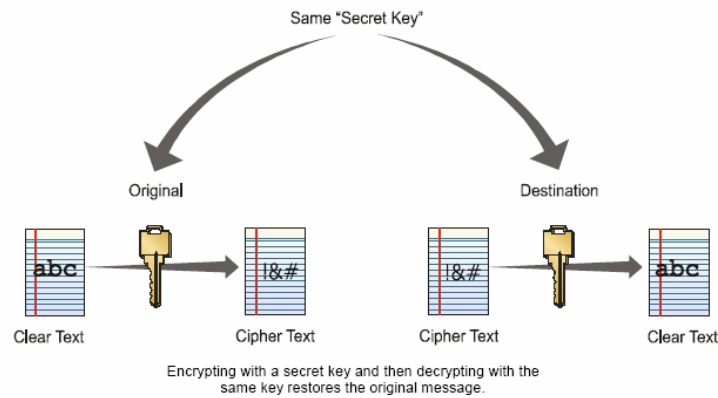 Same “Secret Key”
Original
Destination
abc
!&#
!&#
abc
Clear Text
Cipher Text
Cipher Text
Clear Text
Encrypting with a secret key and then decrypting with the
same key restores the original message.